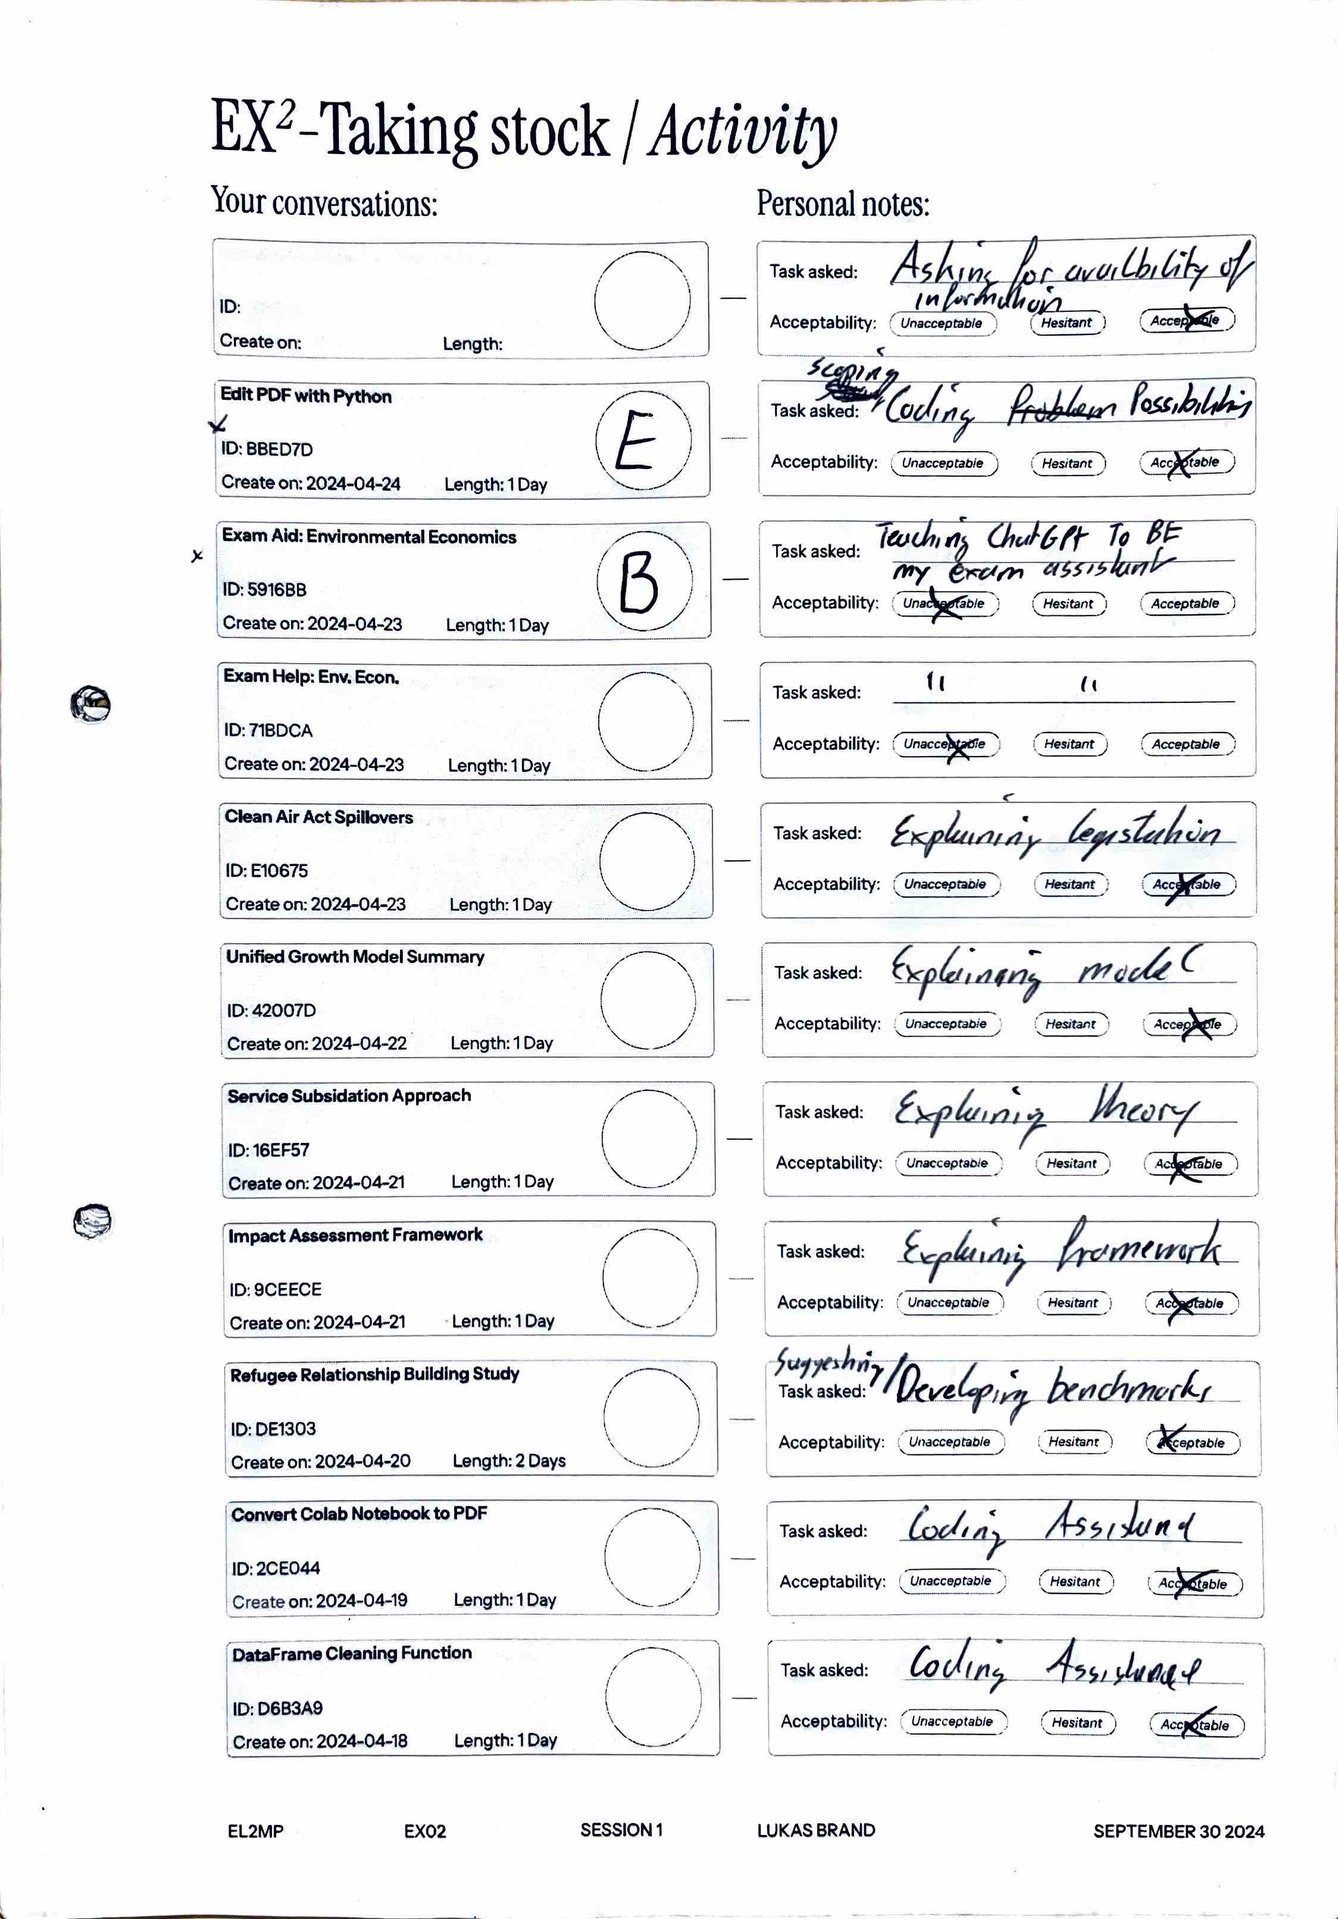 EX²-Taking stock / Activity
Your conversations:
Personal notes:
ID:
Create on: Length:
Task asked: Asking for availbility of
information
Acceptability: Unacceptable Hesitant Acceptable
Edit PDF with Python
ID: BBED7D
Create on: 2024-04-24 Length: 1 Day
E
Scoping
Task asked: Coding Problem Possibilities
Acceptability: Unacceptable Hesitant Acceptable
Exam Aid: Environmental Economics
ID: 5916BB
Create on: 2024-04-23 Length: 1 Day
B
Task asked: Teaching ChatGPt To BE
my exam assistant
Acceptability: Unacceptable Hesitant Acceptable
Exam Help: Env. Econ.
ID: 71BDCA
Create on: 2024-04-23 Length: 1 Day
Task asked: " "
Acceptability: Unacceptable Hesitant Acceptable
Clean Air Act Spillovers
ID: E10675
Create on: 2024-04-23 Length: 1 Day
Task asked: Explaining legistation
Acceptability: Unacceptable Hesitant Acceptable
Unified Growth Model Summary
ID: 42007D
Create on: 2024-04-22 Length: 1 Day
Task asked: Explaining model
Acceptability: Unacceptable Hesitant Acceptable
Service Subsidation Approach
ID: 16EF57
Create on: 2024-04-21 Length: 1 Day
Task asked: Explainig theory
Acceptability: Unacceptable Hesitant Acceptable
Impact Assessment Framework
ID: 9CEECE
Create on: 2024-04-21 Length: 1 Day
Task asked: Explainig framework
Acceptability: Unacceptable Hesitant Acceptable
Refugee Relationship Building Study
ID: DE1303
Create on: 2024-04-20 Length: 2 Days
Suggesting/
Task asked: Developing benchmarks
Acceptability: Unacceptable Hesitant Acceptable
Convert Colab Notebook to PDF
ID: 2CE044
Create on: 2024-04-19 Length: 1 Day
Task asked: Coding
Acceptability: Unacceptable Hesitant Acceptable
DataFrame Cleaning Function
ID: D6B3A9
Create on: 2024-04-18 Length: 1 Day
Task asked: Coding Assistance
Acceptability: Unacceptable Hesitant Acceptable
EL2MP EX02 SESSION 1 LUKAS BRAND SEPTEMBER 30 2024